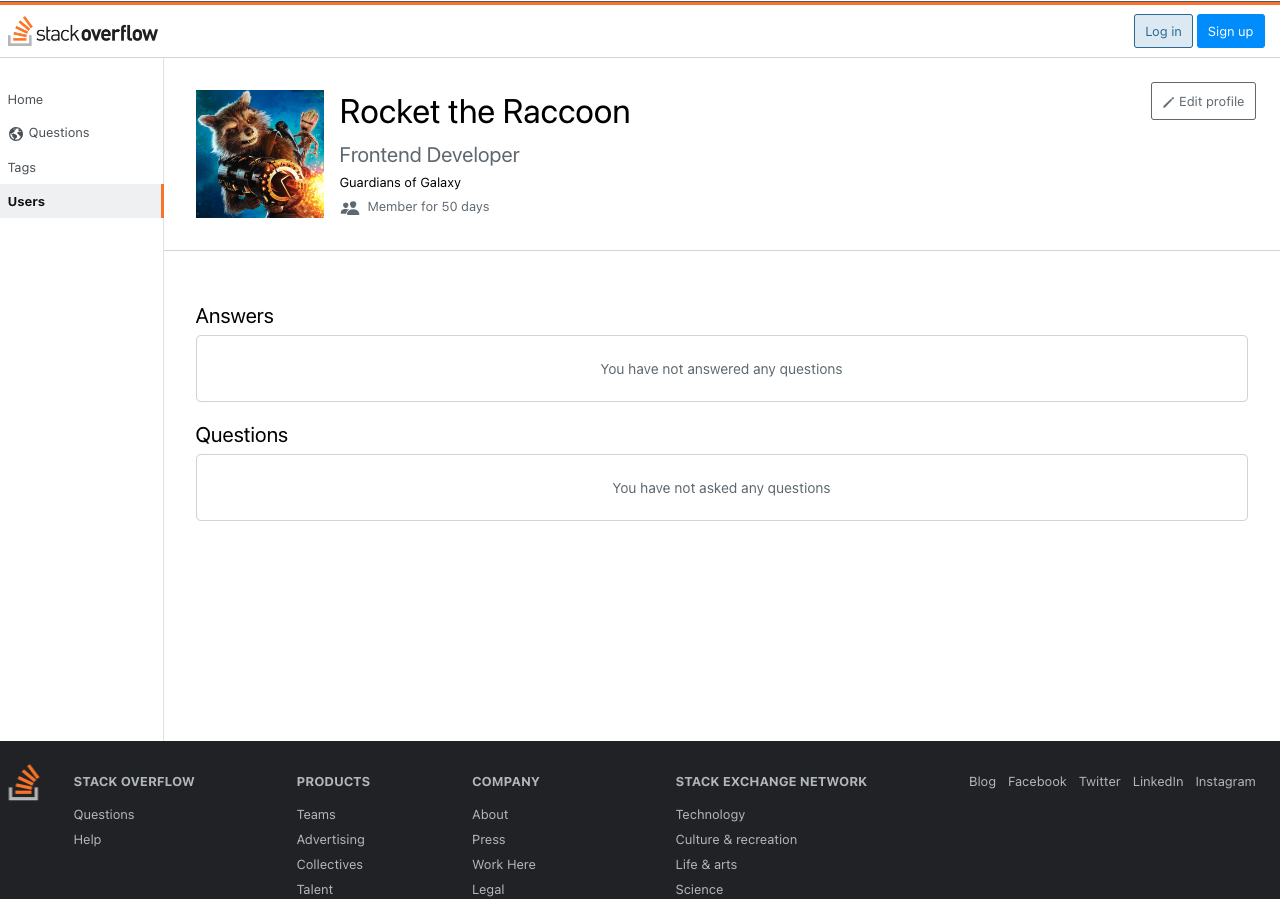 stackoverflow
Log in
Sign up
Home
Questions
Tags
Users
Rocket the Raccoon
Frontend Developer
Guardians of Galaxy
Member for 50 days
Edit profile
Answers
You have not answered any questions
Questions
You have not asked any questions
STACK OVERFLOW
Questions
Help
PRODUCTS
Teams
Advertising
Collectives
Talent
COMPANY
About
Press
Work Here
Legal
STACK EXCHANGE NETWORK
Technology
Culture & recreation
Life & arts
Science
Blog Facebook Twitter LinkedIn Instagram